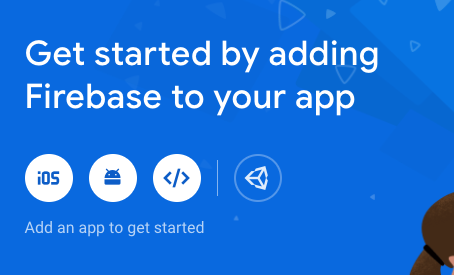 Get started by adding
Firebase to your app
iOS
Add an app to get started